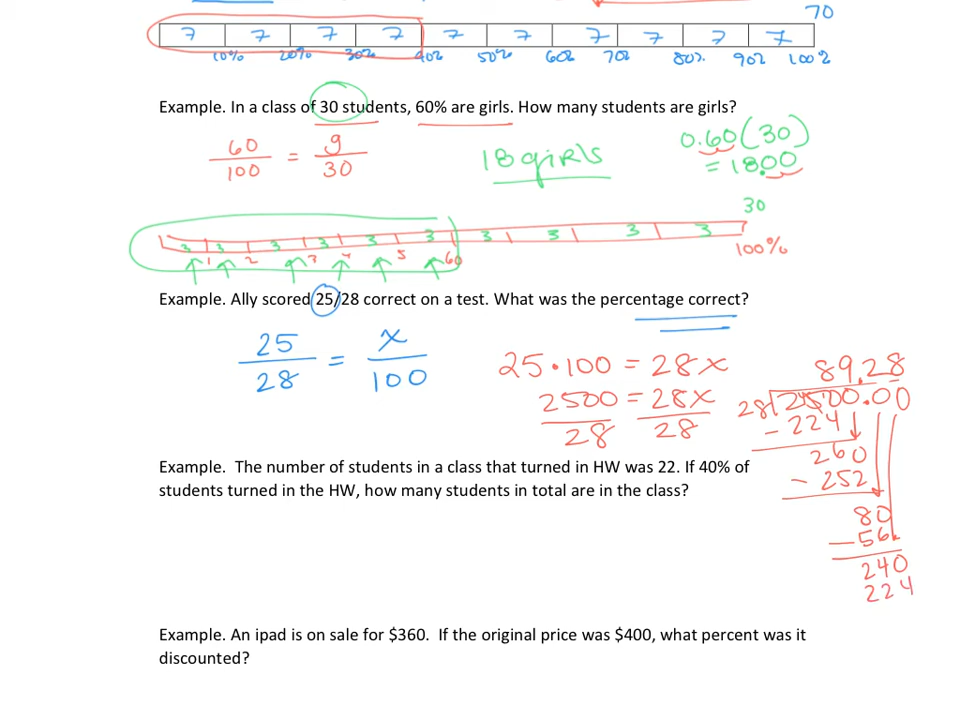 70
7 7 7 7 7 7 7 7 7 7
10% 20% 30% 40% 50% 60% 70% 80% 90% 100%
Example. In a class of 30 students, 60% are girls. How many students are girls?
60/100 = g/30
18 girls
0.60(30)
= 18.00
30
3 3 3 3 3 3 3 3 3 3
1 2 3 4 5 60
100%
Example. Ally scored 25/28 correct on a test. What was the percentage correct?
25/28 = x/100
25 • 100 = 28x
2500/28 = 28x/28
89.28
28 2500.00
- 224
260
- 252
80
- 56
240
224
Example.  The number of students in a class that turned in HW was 22. If 40% of
students turned in the HW, how many students in total are in the class?
Example. An ipad is on sale for $360.  If the original price was $400, what percent was it
discounted?